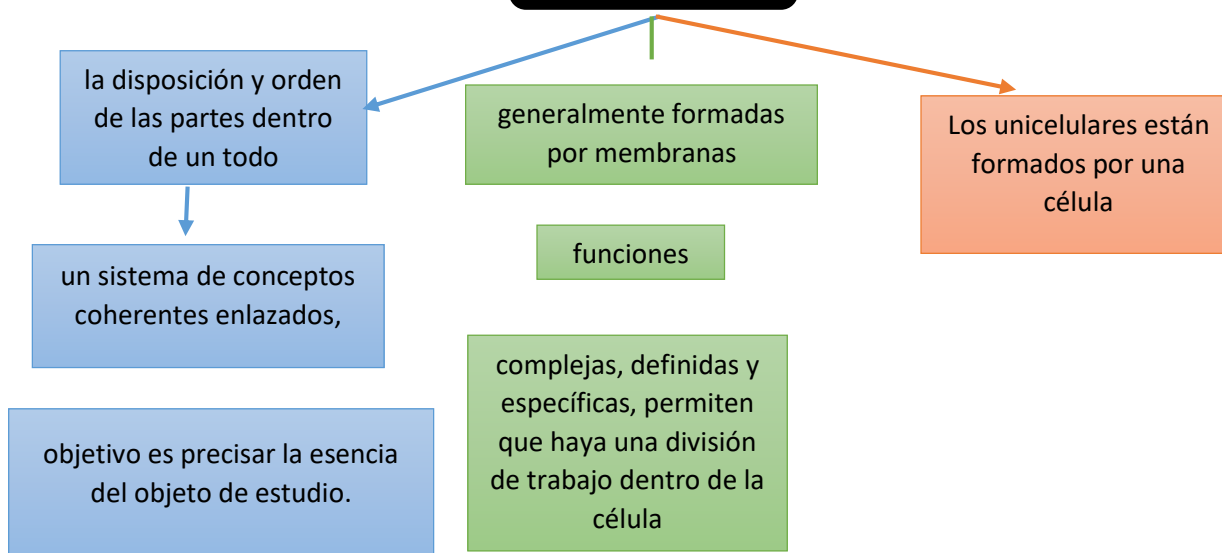 la disposición y orden
de las partes dentro
de un todo
un sistema de conceptos
coherentes enlazados,
objetivo es precisar la esencia
del objeto de estudio.
generalmente formadas
por membranas
funciones
complejas, definidas y
específicas, permiten
que haya una división
de trabajo dentro de la
célula
Los unicelulares están
formados por una
célula